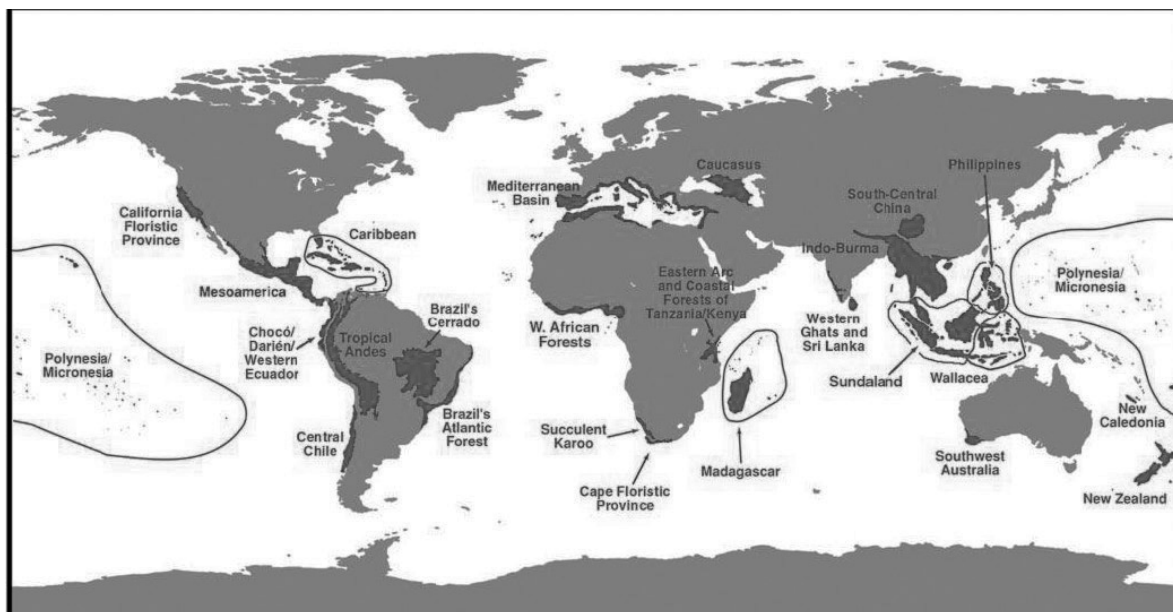 Philippines
Caucasus
Mediterranean
Basin
South-Central
China
California
Floristic
Province
Caribbean
Indo-Burma
Polynesia/
Micronesia
Mesoamerica
Eastern Arc
and Coastal
Forests of
Tanzania/Kenya
Brazil's
Cerrado
W. African
Forests
Western
Ghats and
Sri Lanka
Chocó/
Darién/
Western
Ecuador
Tropical
Andes
Polynesia/
Micronesia
Sundaland
Wallacea
New
Caledonia
Brazil's
Atlantic
Forest
Central
Chile
Succulent
Karoo
Madagascar
Southwest
Australia
Cape Floristic
Province
New Zealand